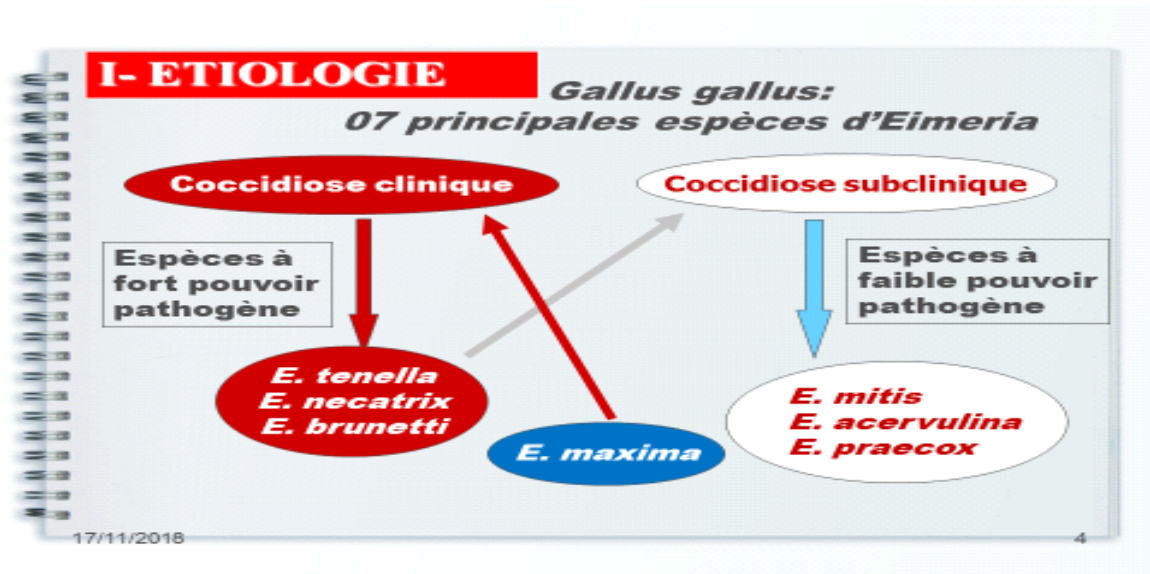 I- ETIOLOGIE
Gallus gallus:
07 principales espèces d'Eimeria
Coccidiose clinique
Coccidiose subclinique
Espèces à
fort pouvoir
pathogène
Espèces à
faible pouvoir
pathogène
E. tenella
E. necatrix
E. brunetti
E. maxima
E. mitis
E. acervulina
E. praecox
17/11/2018
4